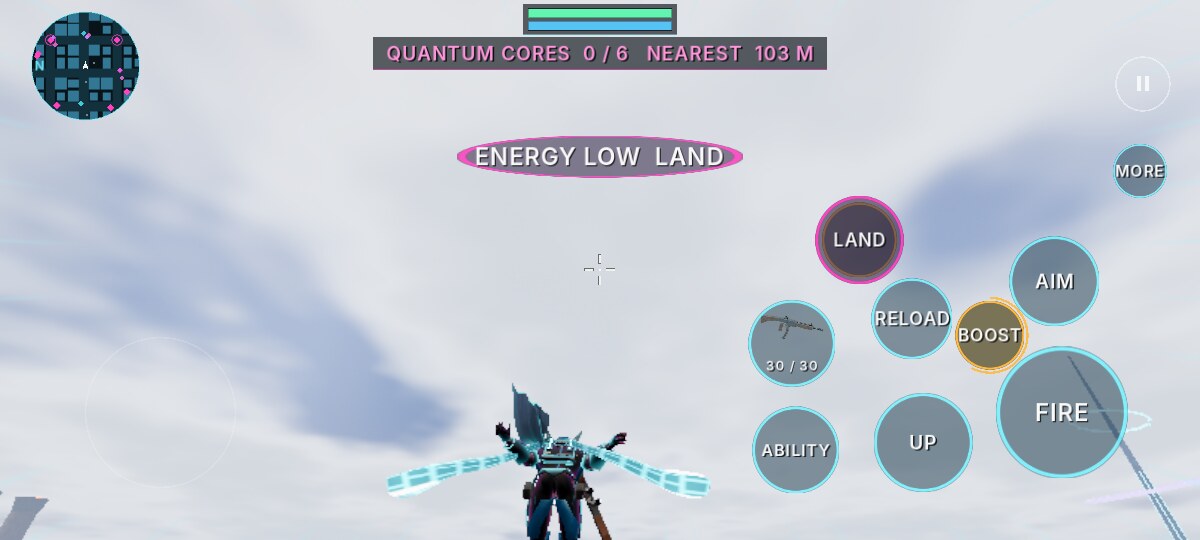 N
QUANTUM CORES 0 / 6 NEAREST 103 M
ENERGY LOW LAND
MORE
LAND
AIM
RELOAD
BOOST
30 / 30
FIRE
ABILITY
UP